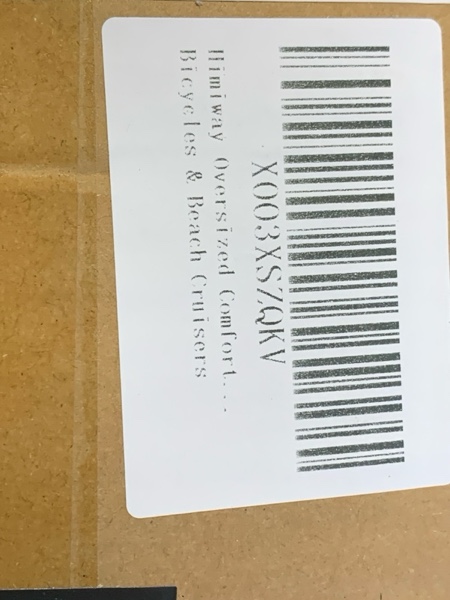 X003XSZQKV
Himiway Oversized Comfort...
Bicycles & Beach Cruisers